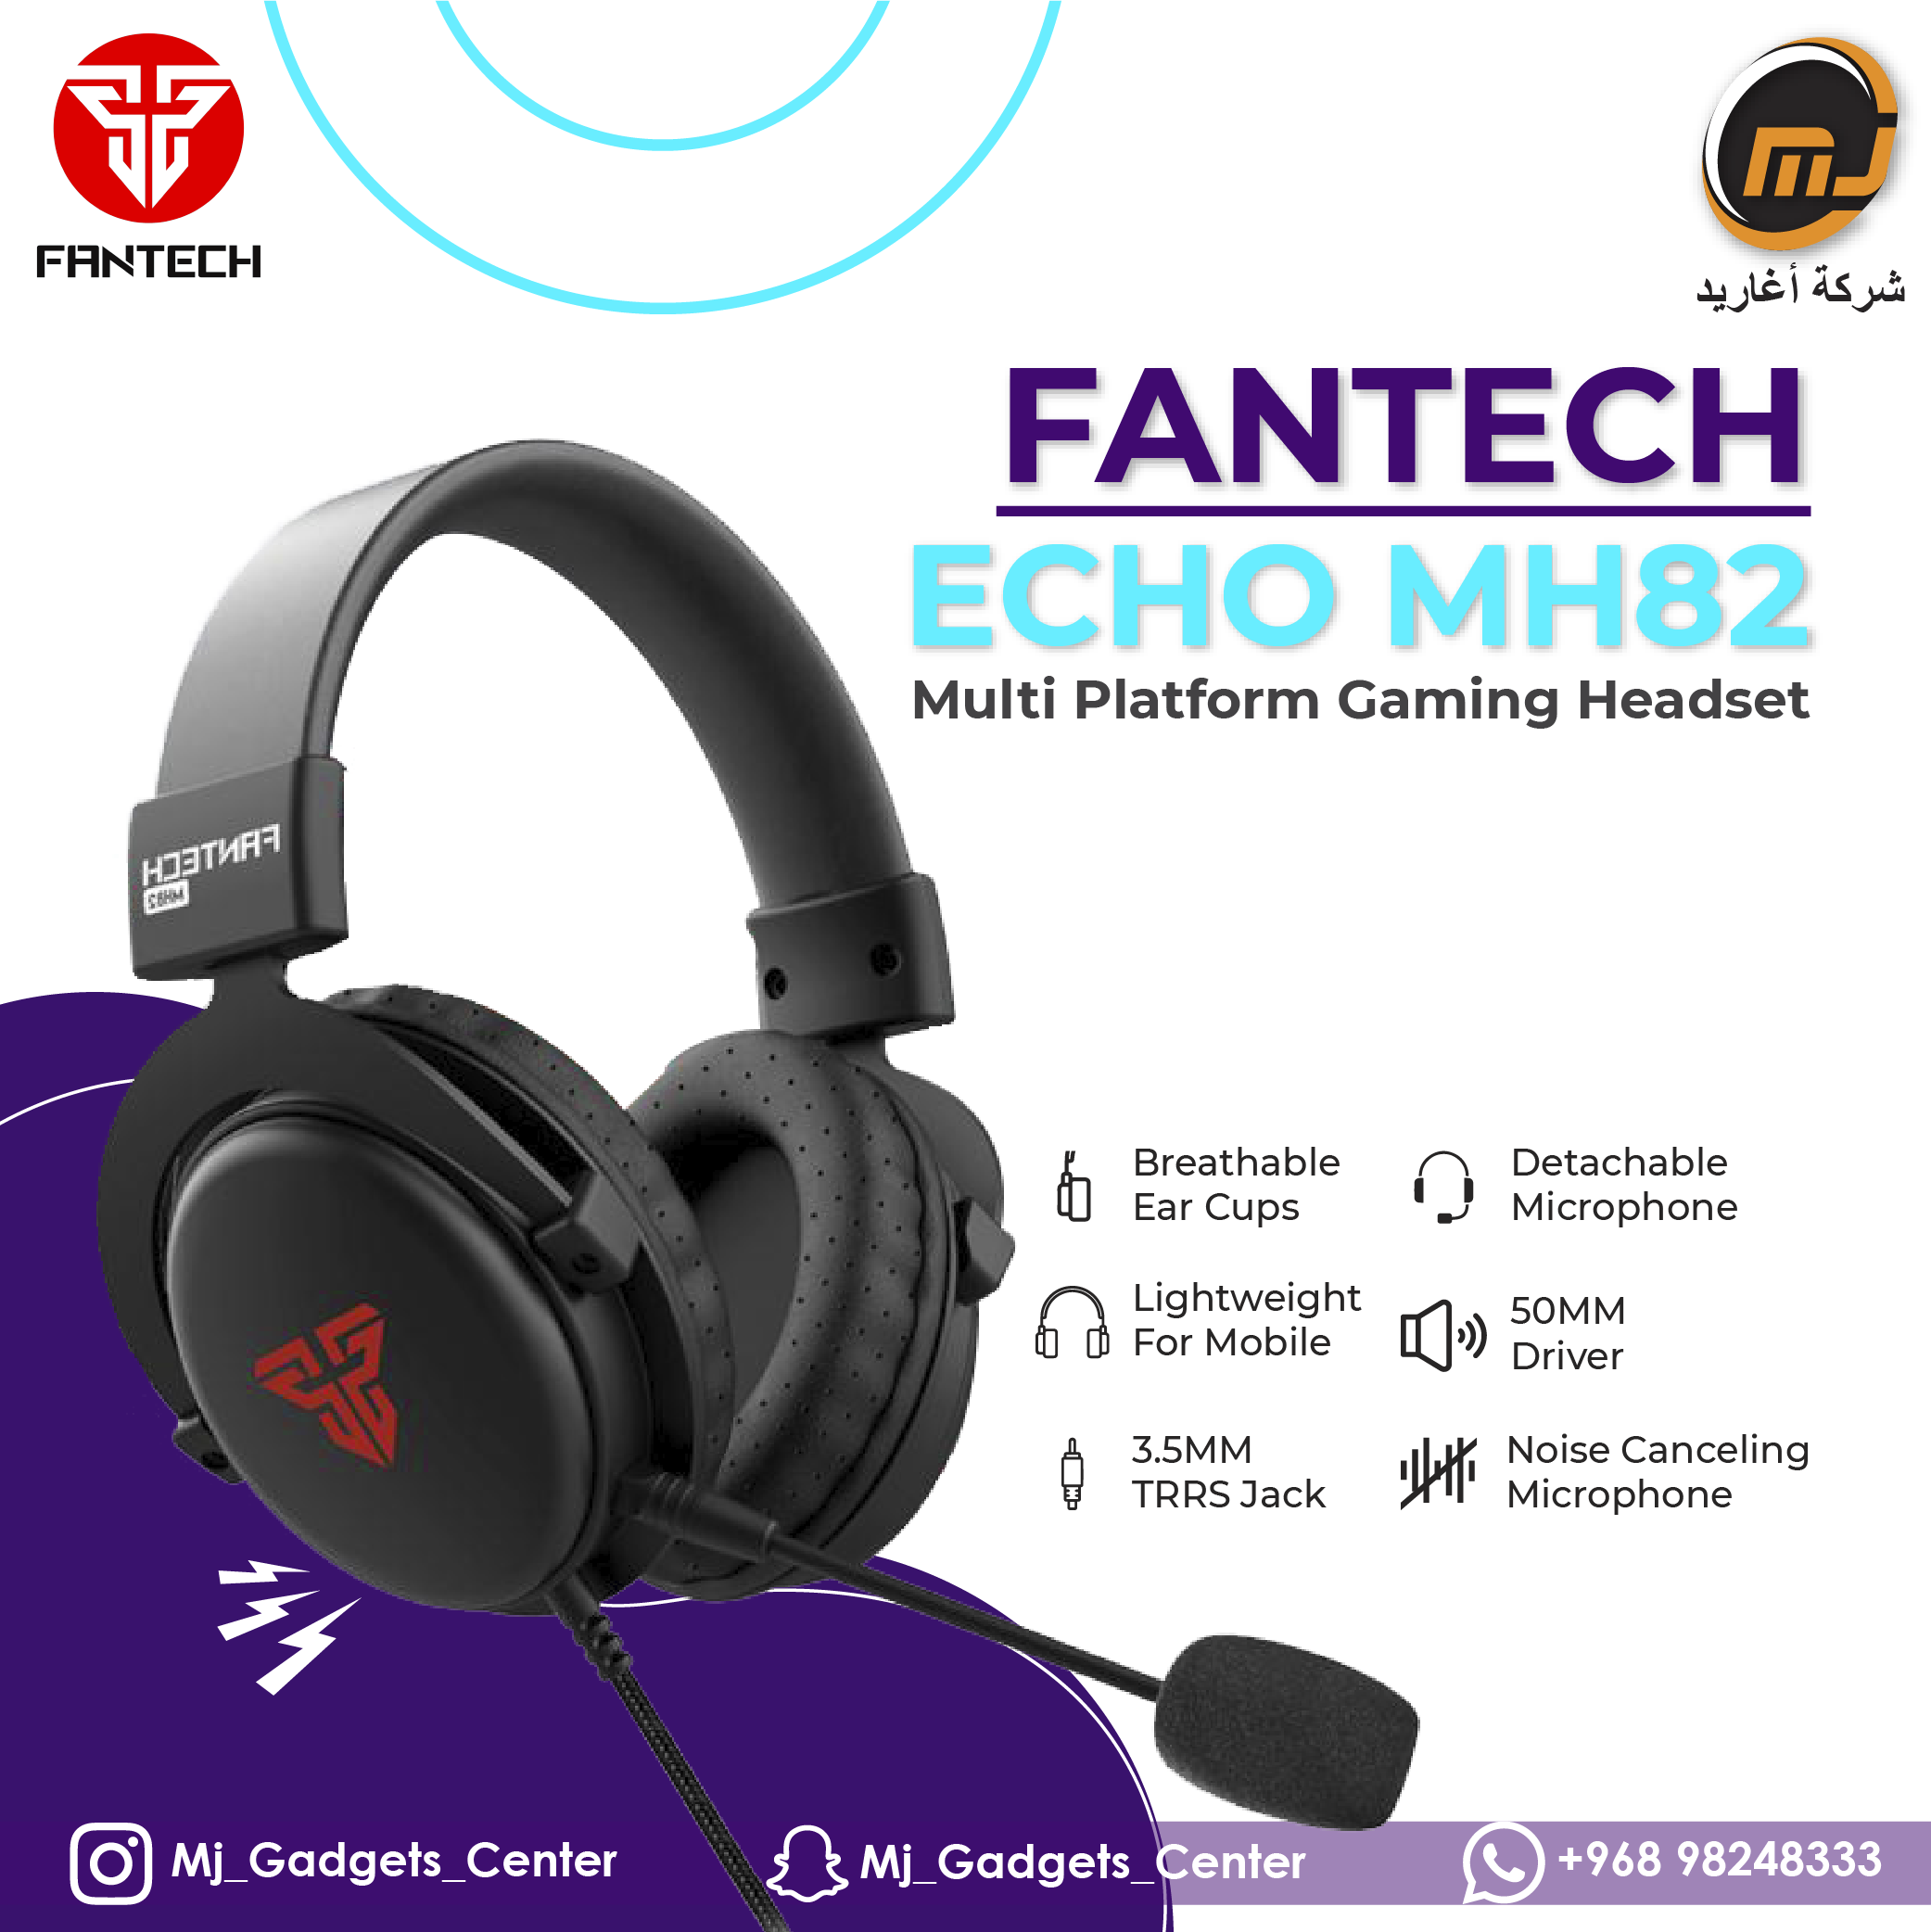 FANTECH
شركة أغاريد
MJ
FANTECH
ECHO MH82
Multi Platform Gaming Headset
FANTECH
MH82
Breathable
Ear Cups
Detachable
Microphone
Lightweight
For Mobile
50MM
Driver
3.5MM
TRRS Jack
Noise Canceling
Microphone
Mj_Gadgets_Center
Mj_Gadgets_Center
+968 98248333